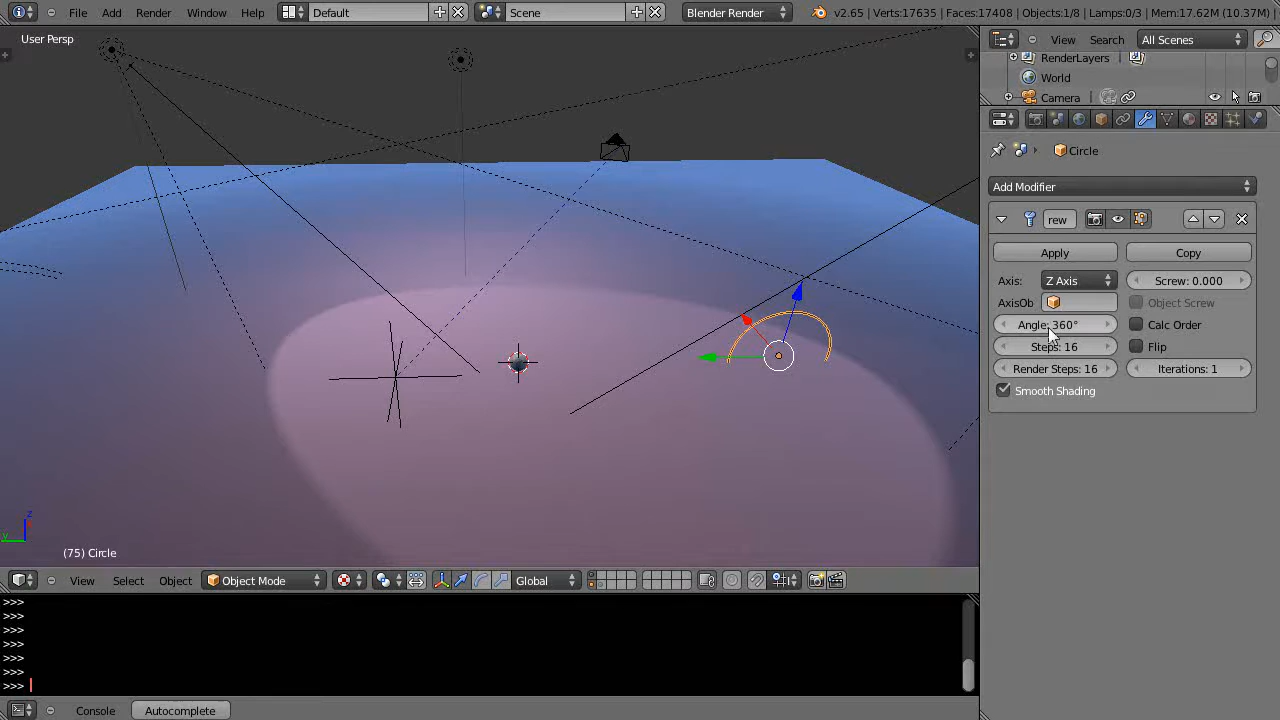 File Add Render Window Help Default Scene Blender Render v2.65 | Verts:17635 | Faces:17408 | Objects:1/8 | Lamps:0/3 | Mem:17.62M (10.37M)
User Persp
View Search All Scenes
RenderLayers
World
Camera
Circle
Add Modifier
rew
Apply Copy
Axis: Z Axis Screw: 0.000
AxisOb Object Screw
Angle: 360° Calc Order
Steps: 16 Flip
Render Steps: 16 Iterations: 1
Smooth Shading
z
y
(75) Circle
View Select Object Object Mode Global
>>>
>>>
>>>
>>>
>>>
>>>
>>>
Console Autocomplete